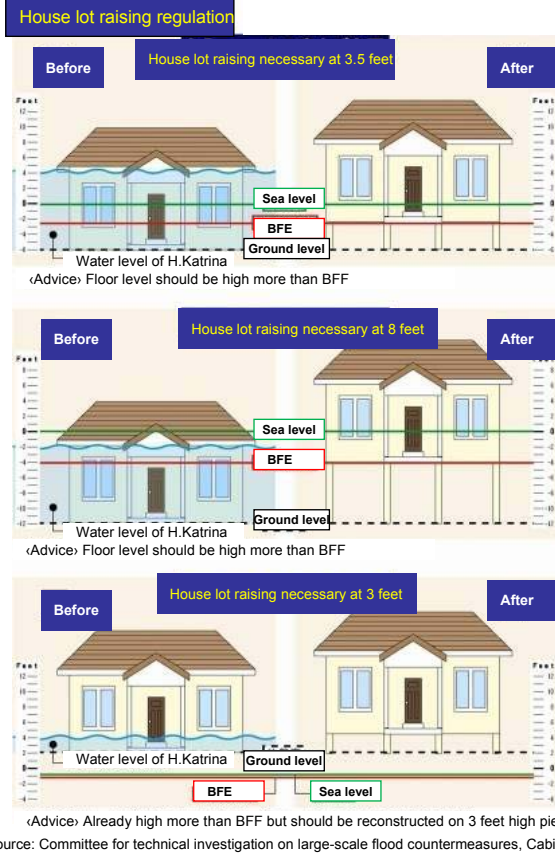 House lot raising regulation
Before
House lot raising necessary at 3.5 feet
After
Feet
Feet
Sea level
BFE
Ground level
Water level of H.Katrina
‹Advice› Floor level should be high more than BFF
Before
House lot raising necessary at 8 feet
After
Feet
Feet
Sea level
BFE
Ground level
Water level of H.Katrina
‹Advice› Floor level should be high more than BFF
Before
House lot raising necessary at 3 feet
After
Feet
Feet
Water level of H.Katrina
Ground level
BFE
Sea level
‹Advice› Already high more than BFF but should be reconstructed on 3 feet high pie
ource: Committee for technical investigation on large-scale flood countermeasures, Cabi